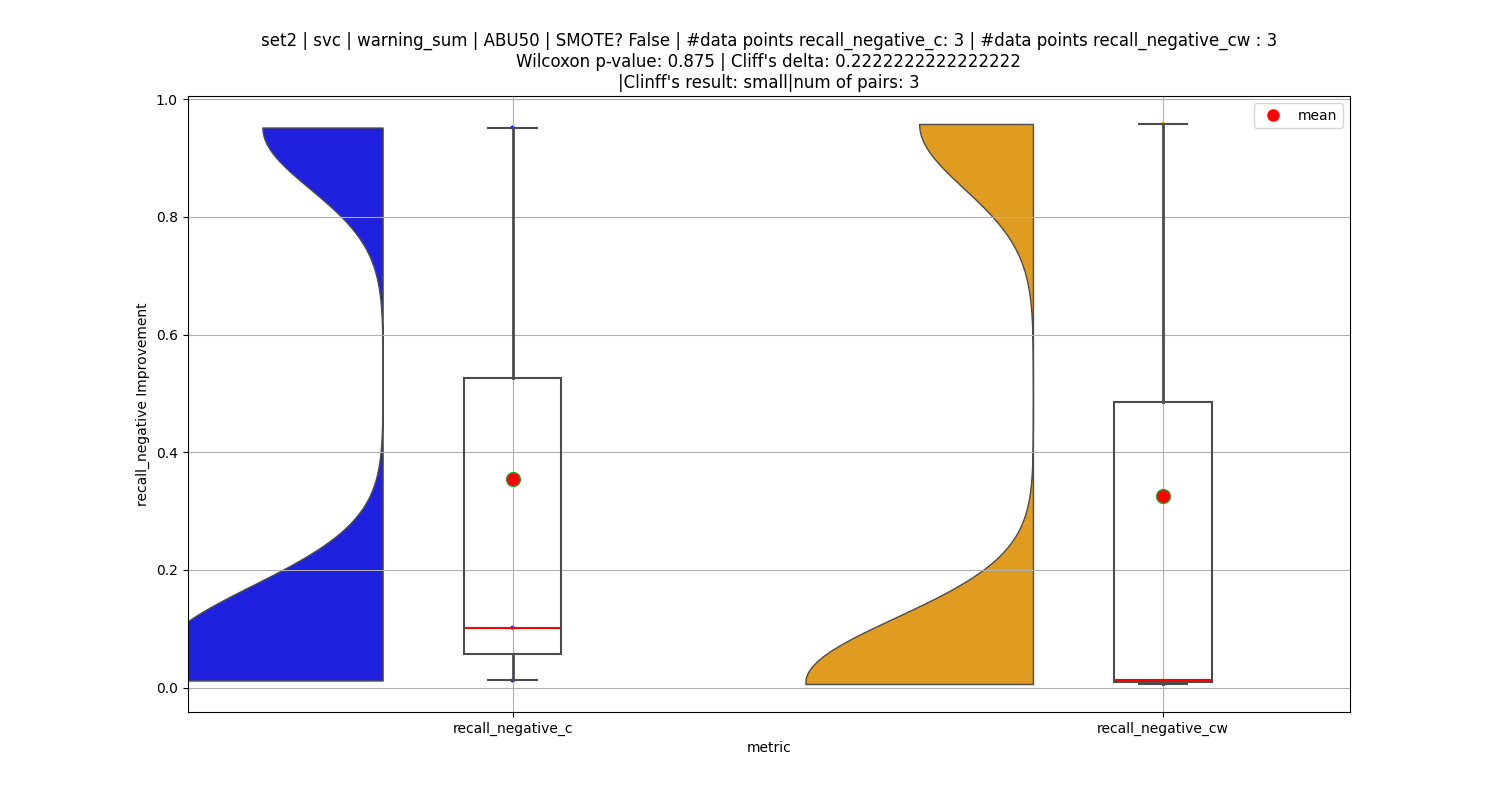 set2 | svc | warning_sum | ABU50 | SMOTE? False | #data points recall_negative_c: 3 | #data points recall_negative_cw : 3
Wilcoxon p-value: 0.875 | Cliff's delta: 0.2222222222222222
|Clinff's result: small|num of pairs: 3
1.0
mean
0.8
0.6
recall_negative Improvement
0.4
0.2
0.0
recall_negative_c
recall_negative_cw
metric